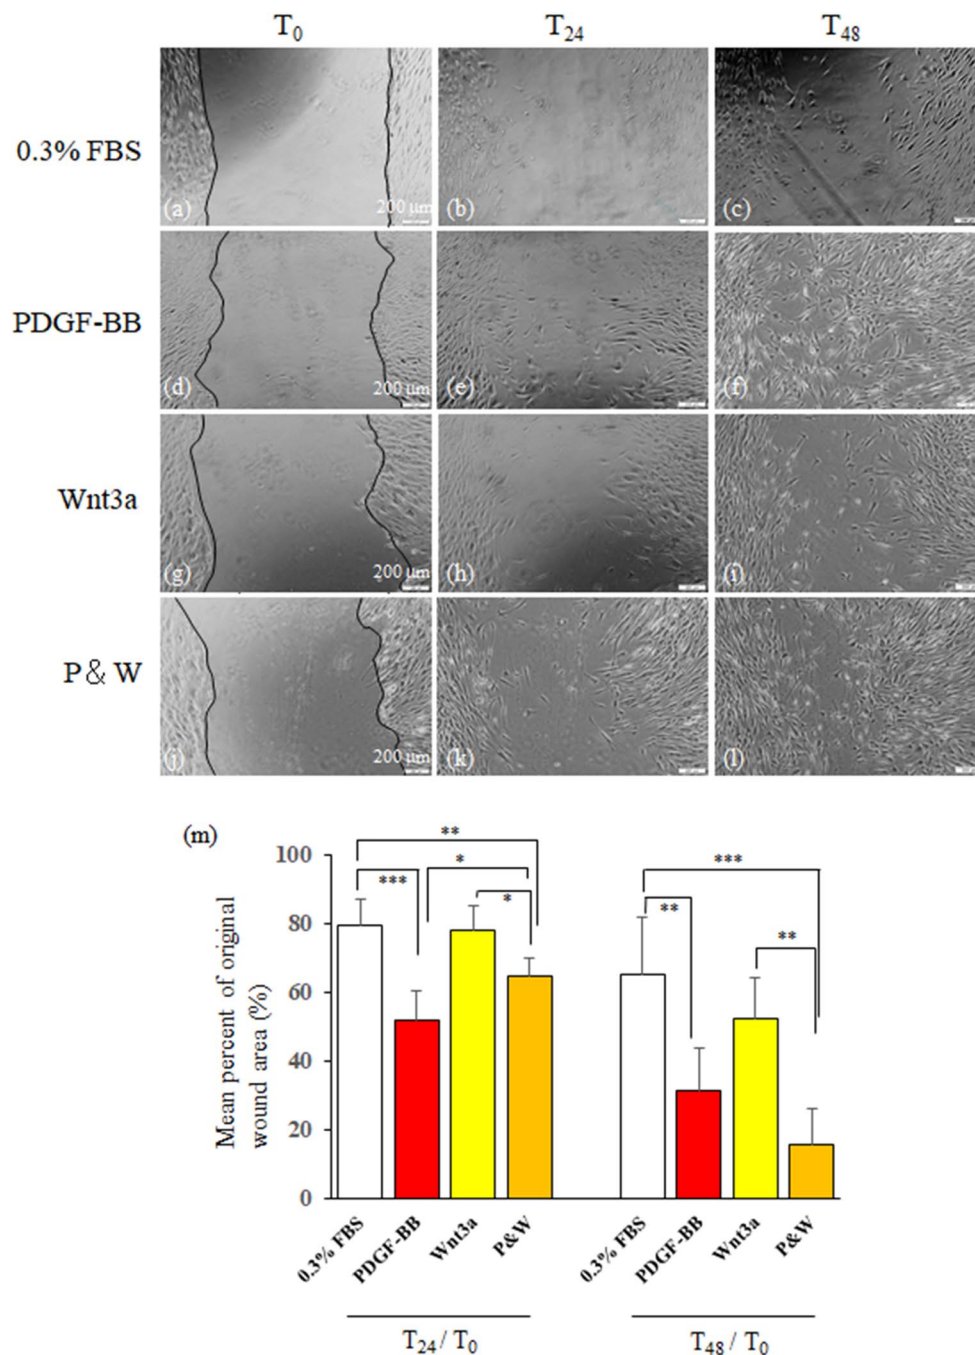 T₀ T₂₄ T₄₈
0.3% FBS
(a) 200 μm (b) (c)
PDGF-BB
(d) 200 μm (e) (f)
Wnt3a
(g) 200 μm (h) (i)
P & W
(j) 200 μm (k) (l)
(m)
Mean percent of original
wound area (%)
100
80
60
40
20
0
** *** * * *** ** **
0.3% FBS PDGF-BB Wnt3a P&W 0.3% FBS PDGF-BB Wnt3a P&W
T₂₄ / T₀ T₄₈ / T₀